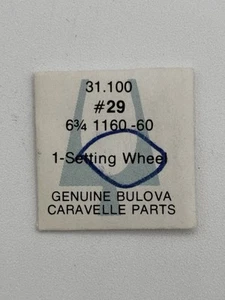 31.100
#29
6¾ 1160-60
1-Setting Wheel
GENUINE BULOVA
CARAVELLE PARTS